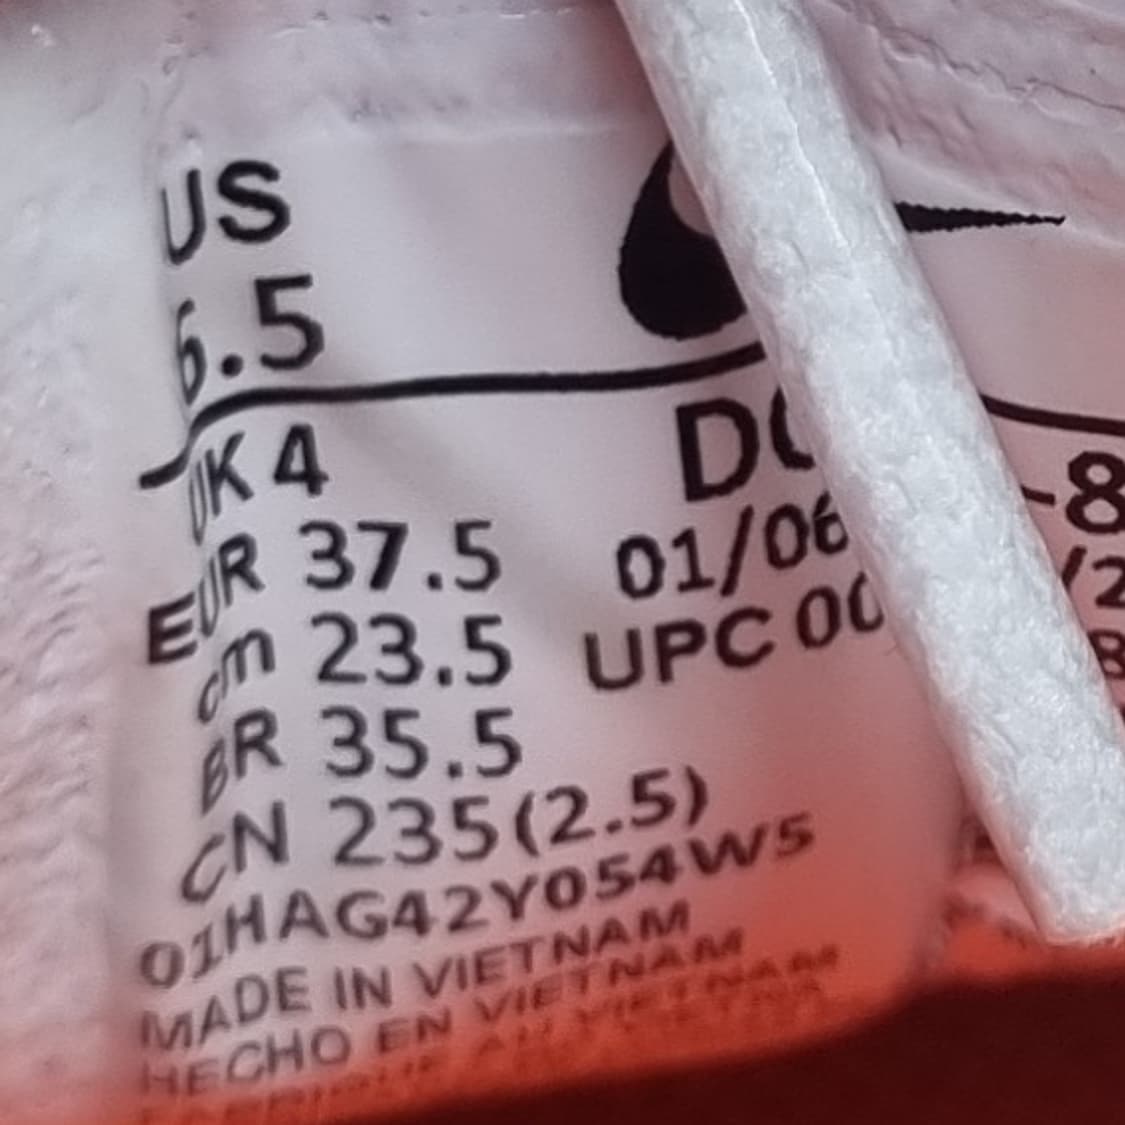 US
6.5
UK 4
EUR 37.5
cm 23.5
BR 35.5
CN 235(2.5)
01HAG42Y054W5
MADE IN VIETNAM
HECHO EN VIETNAM
01/06
UPC 00